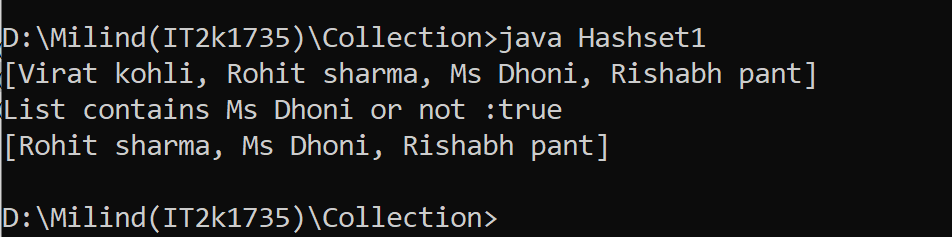 D:\Milind(IT2k1735)\Collection>java Hashset1
[Virat kohli, Rohit sharma, Ms Dhoni, Rishabh pant]
List contains Ms Dhoni or not :true
[Rohit sharma, Ms Dhoni, Rishabh pant]
D:\Milind(IT2k1735)\Collection>